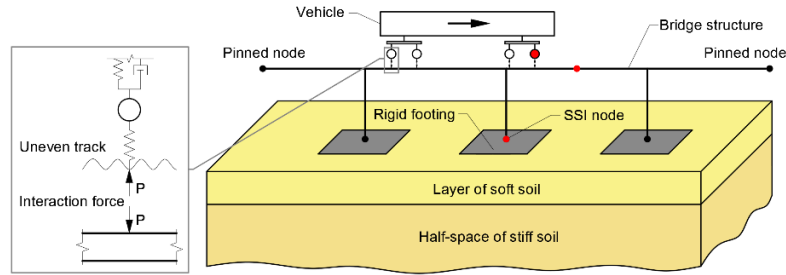 Vehicle
Bridge structure
Pinned node
Pinned node
Rigid footing
SSI node
Uneven track
P
Interaction force
P
Layer of soft soil
Half-space of stiff soil